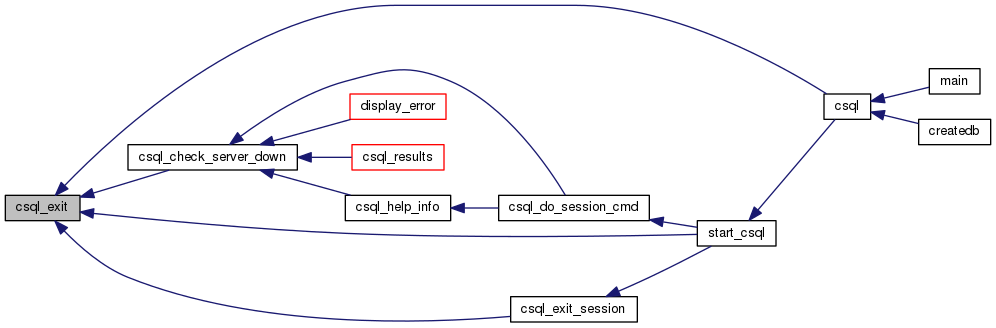 main
display_error
csql
createdb
csql_check_server_down
csql_results
csql_exit
csql_help_info
csql_do_session_cmd
start_csql
csql_exit_session